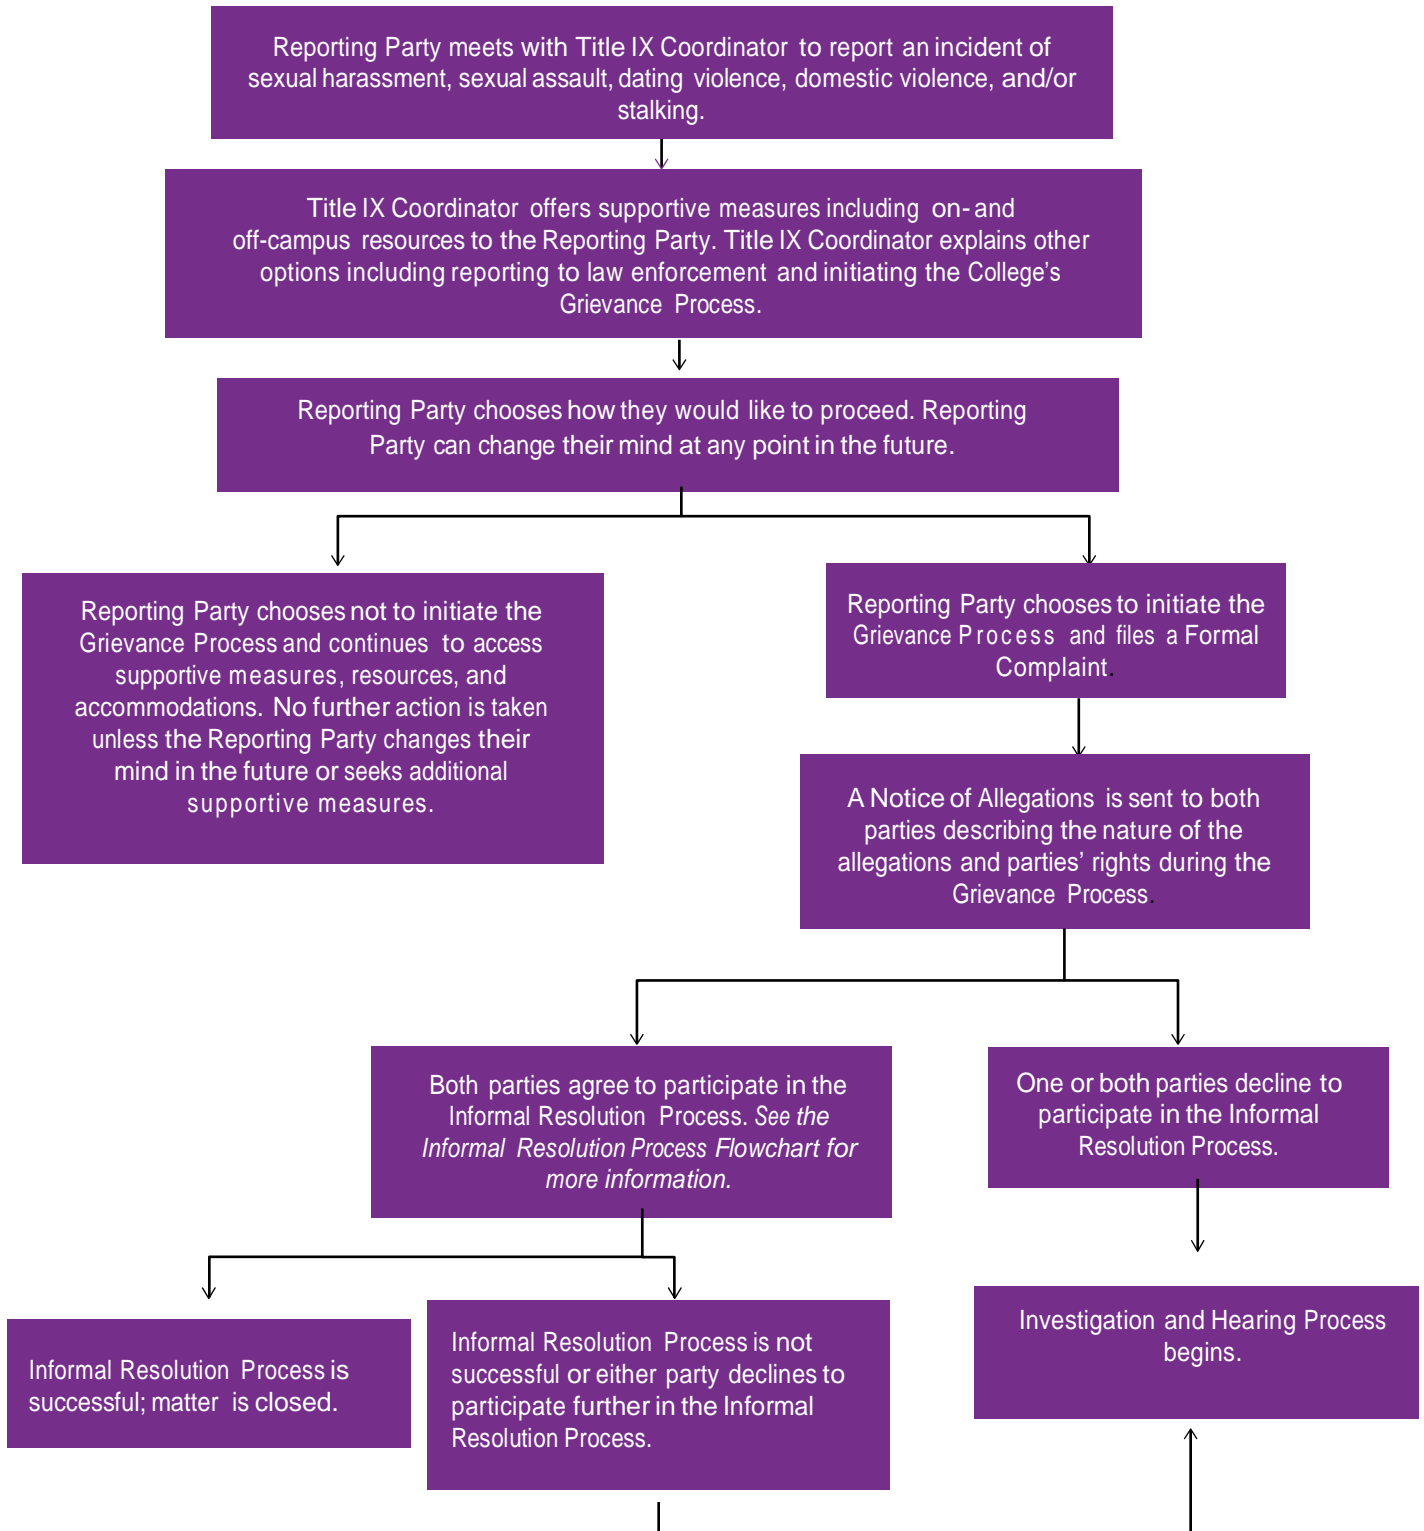 Reporting Party meets with Title IX Coordinator to report an incident of
sexual harassment, sexual assault, dating violence, domestic violence, and/or
stalking.
Title IX Coordinator offers supportive measures including on- and
off-campus resources to the Reporting Party. Title IX Coordinator explains other
options including reporting to law enforcement and initiating the College’s
Grievance Process.
Reporting Party chooses how they would like to proceed. Reporting
Party can change their mind at any point in the future.
Reporting Party chooses not to initiate the
Grievance Process and continues to access
supportive measures, resources, and
accommodations. No further action is taken
unless the Reporting Party changes their
mind in the future or seeks additional
supportive measures.
Reporting Party chooses to initiate the
Grievance Process and files a Formal
Complaint.
A Notice of Allegations is sent to both
parties describing the nature of the
allegations and parties’ rights during the
Grievance Process.
Both parties agree to participate in the
Informal Resolution Process. See the
Informal Resolution Process Flowchart for
more information.
One or both parties decline to
participate in the Informal
Resolution Process.
Informal Resolution Process is
successful; matter is closed.
Informal Resolution Process is not
successful or either party declines to
participate further in the Informal
Resolution Process.
Investigation and Hearing Process
begins.